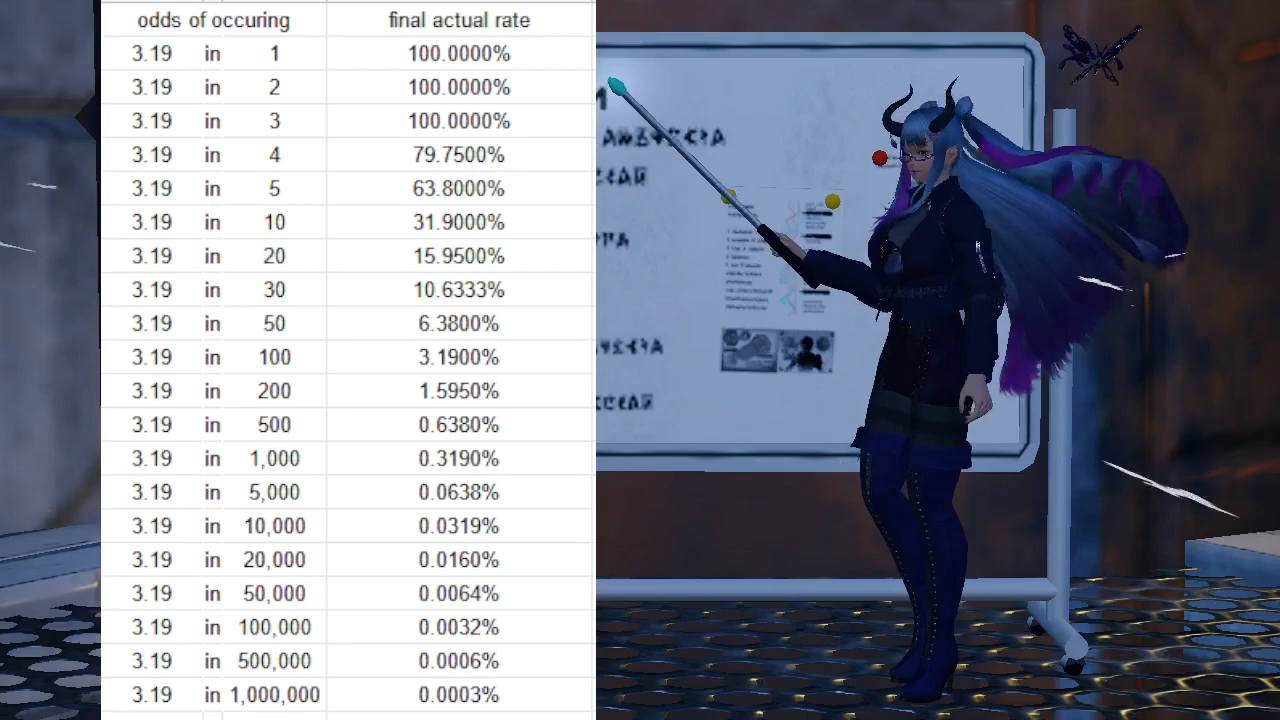 odds of occuring final actual rate
3.19 in 1 100.0000%
3.19 in 2 100.0000%
3.19 in 3 100.0000%
3.19 in 4 79.7500%
3.19 in 5 63.8000%
3.19 in 10 31.9000%
3.19 in 20 15.9500%
3.19 in 30 10.6333%
3.19 in 50 6.3800%
3.19 in 100 3.1900%
3.19 in 200 1.5950%
3.19 in 500 0.6380%
3.19 in 1,000 0.3190%
3.19 in 5,000 0.0638%
3.19 in 10,000 0.0319%
3.19 in 20,000 0.0160%
3.19 in 50,000 0.0064%
3.19 in 100,000 0.0032%
3.19 in 500,000 0.0006%
3.19 in 1,000,000 0.0003%